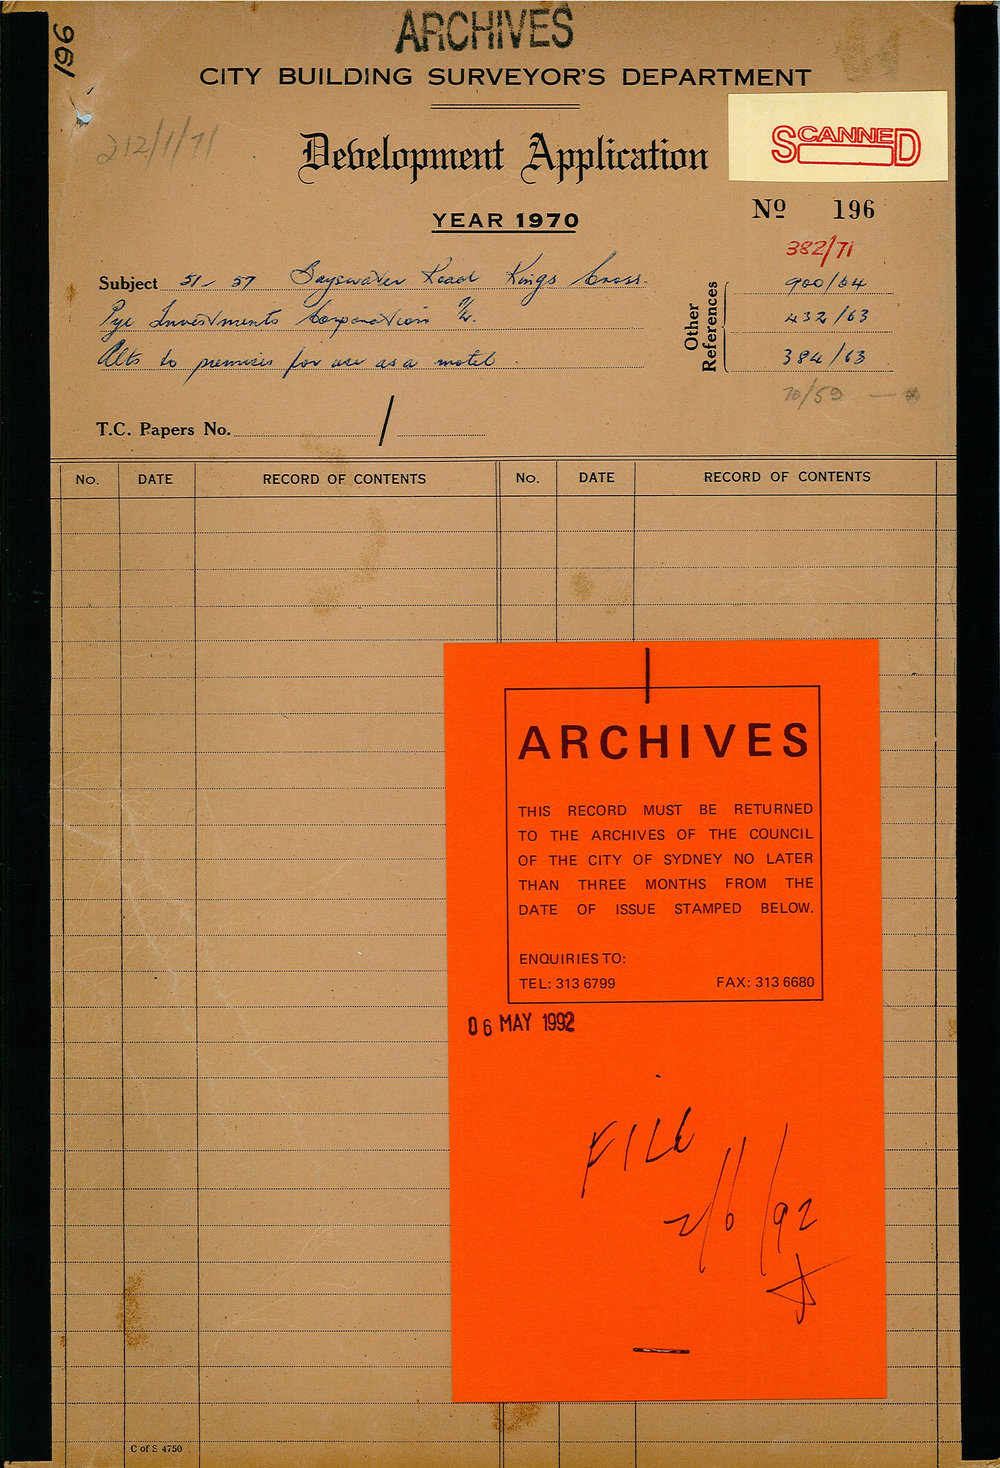 ARCHIVES
196
CITY BUILDING SURVEYOR'S DEPARTMENT
212/1/71
Development Application
SCANNED
YEAR 1970
Nº 196
382/71
Subject 51-57 Bayswater Road Kings Cross.
Pye Investments Corporation P/L.
Alts to premises for use as a motel.
Other References
900/64
432/63
384/63
70/59
T.C. Papers No. /
No. DATE RECORD OF CONTENTS No. DATE RECORD OF CONTENTS
ARCHIVES
THIS RECORD MUST BE RETURNED
TO THE ARCHIVES OF THE COUNCIL
OF THE CITY OF SYDNEY NO LATER
THAN THREE MONTHS FROM THE
DATE OF ISSUE STAMPED BELOW.
ENQUIRIES TO:
TEL: 313 6799 FAX: 313 6680
06 MAY 1992
FILE
2/6/92
C of S 4750